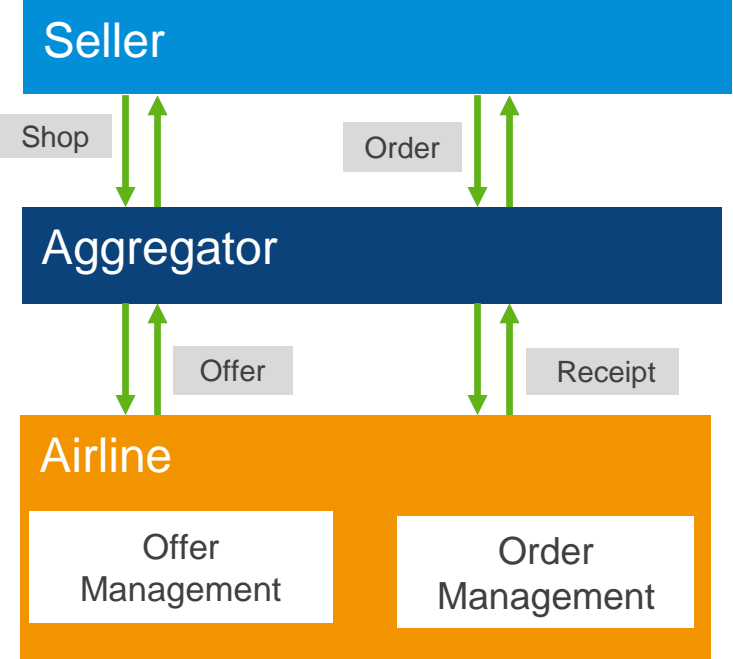 Seller
Shop
Order
Aggregator
Offer
Receipt
Airline
Offer
Management
Order
Management